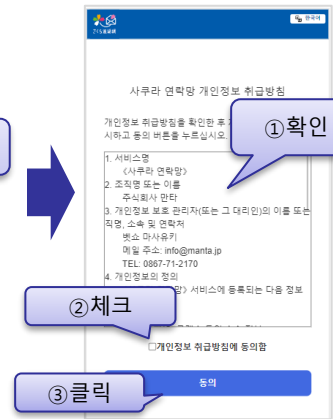 さくら連絡網
한국어
사쿠라 연락망 개인정보 취급방침
개인정보 취급방침을 확인한 후
시하고 동의 버튼을 누르십시오
①확인
1. 서비스명
《사쿠라 연락망》
2. 조직명 또는 이름
주식회사 만타
3. 개인정보 보호 관리자(또는 그 대리인)의 이름 또는
직명, 소속 및 연락처
벳쇼 마사유키
메일 주소: info@manta.jp
TEL: 0867-71-2170
4. 개인정보의 정의
망》 서비스에 등록되는 다음 정보
②체크
□개인정보 취급방침에 동의함
동의
③클릭